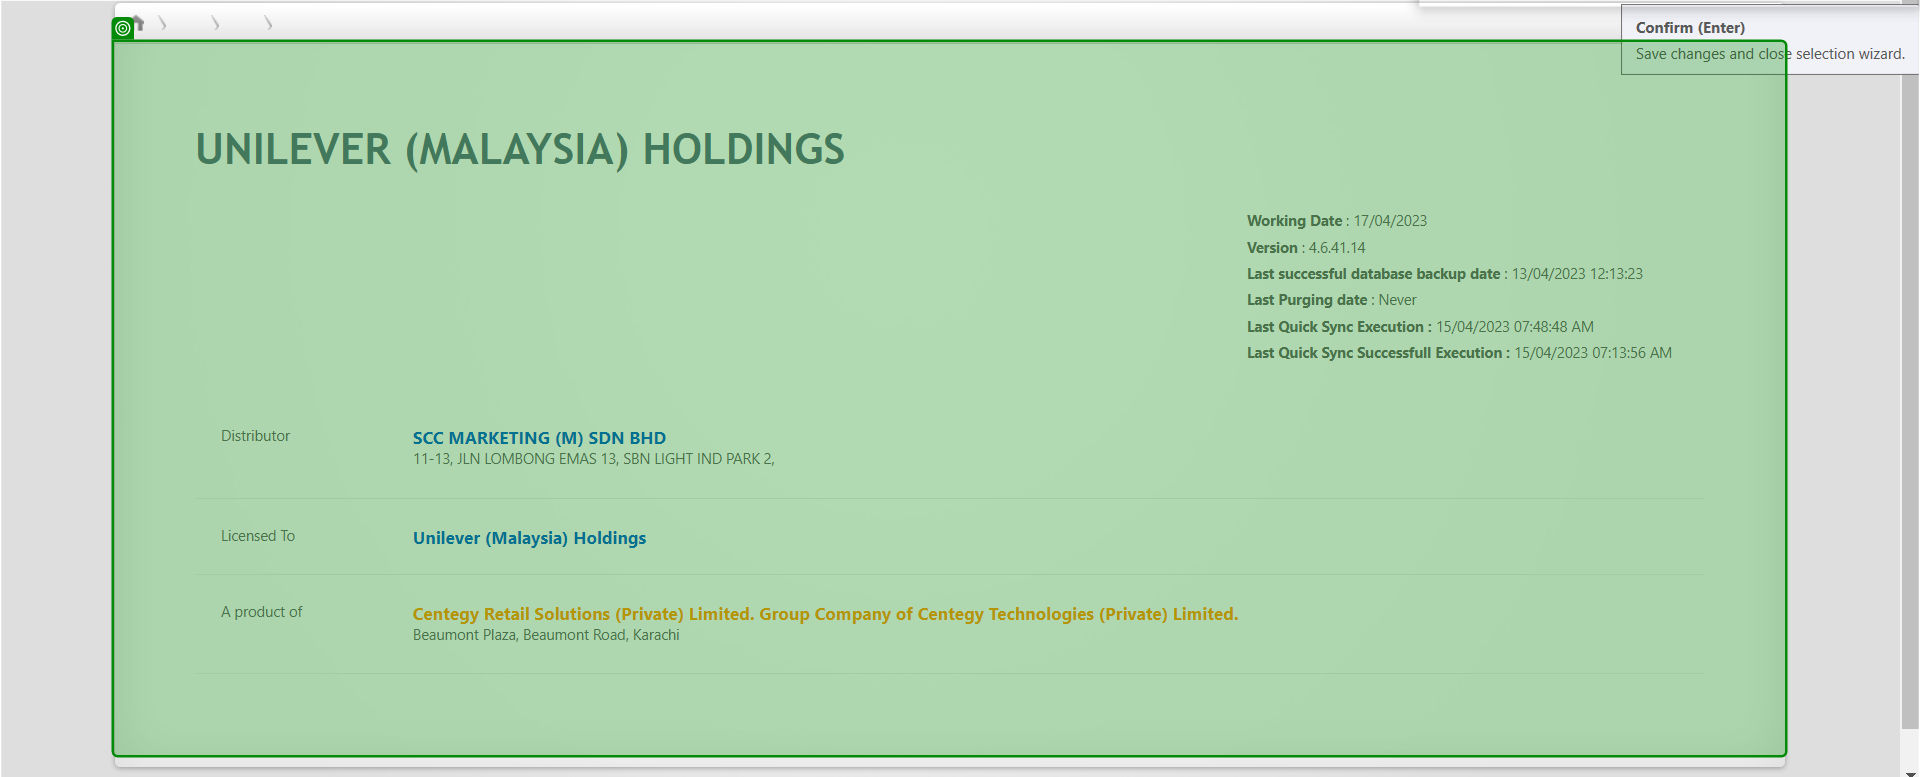 Confirm (Enter)
Save changes and close selection wizard.
UNILEVER (MALAYSIA) HOLDINGS
Working Date : 17/04/2023
Version : 4.6.41.14
Last successful database backup date : 13/04/2023 12:13:23
Last Purging date : Never
Last Quick Sync Execution : 15/04/2023 07:48:48 AM
Last Quick Sync Successfull Execution : 15/04/2023 07:13:56 AM
Distributor
SCC MARKETING (M) SDN BHD
11-13, JLN LOMBONG EMAS 13, SBN LIGHT IND PARK 2,
Licensed To
Unilever (Malaysia) Holdings
A product of
Centegy Retail Solutions (Private) Limited. Group Company of Centegy Technologies (Private) Limited.
Beaumont Plaza, Beaumont Road, Karachi